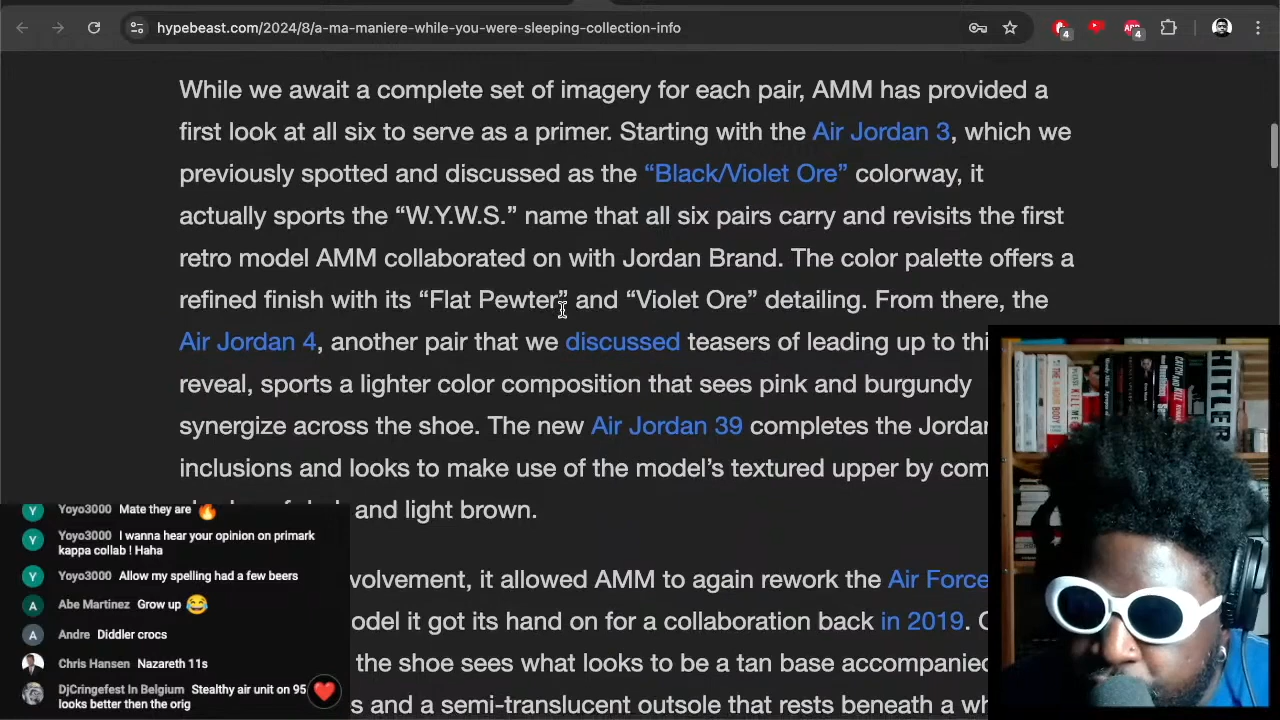 hypebeast.com/2024/8/a-ma-maniere-while-you-were-sleeping-collection-info
4
4
While we await a complete set of imagery for each pair, AMM has provided a
first look at all six to serve as a primer. Starting with the Air Jordan 3, which we
previously spotted and discussed as the “Black/Violet Ore” colorway, it
actually sports the “W.Y.W.S.” name that all six pairs carry and revisits the first
retro model AMM collaborated on with Jordan Brand. The color palette offers a
refined finish with its “Flat Pewter” and “Violet Ore” detailing. From there, the
Air Jordan 4, another pair that we discussed teasers of leading up to thi
reveal, sports a lighter color composition that sees pink and burgundy
synergize across the shoe. The new Air Jordan 39 completes the Jordan
inclusions and looks to make use of the model’s textured upper by com
and light brown.
volvement, it allowed AMM to again rework the Air Force
odel it got its hand on for a collaboration back in 2019.
the shoe sees what looks to be a tan base accompanied
s and a semi-translucent outsole that rests beneath a wh
Y Yoyo3000 Mate they are
Y Yoyo3000 I wanna hear your opinion on primark
kappa collab ! Haha
Y Yoyo3000 Allow my spelling had a few beers
A Abe Martinez Grow up
A Andre Diddler crocs
Chris Hansen Nazareth 11s
DjCringefest In Belgium Stealthy air unit on 95
looks better then the orig
HITLER
CATCH AND KILL